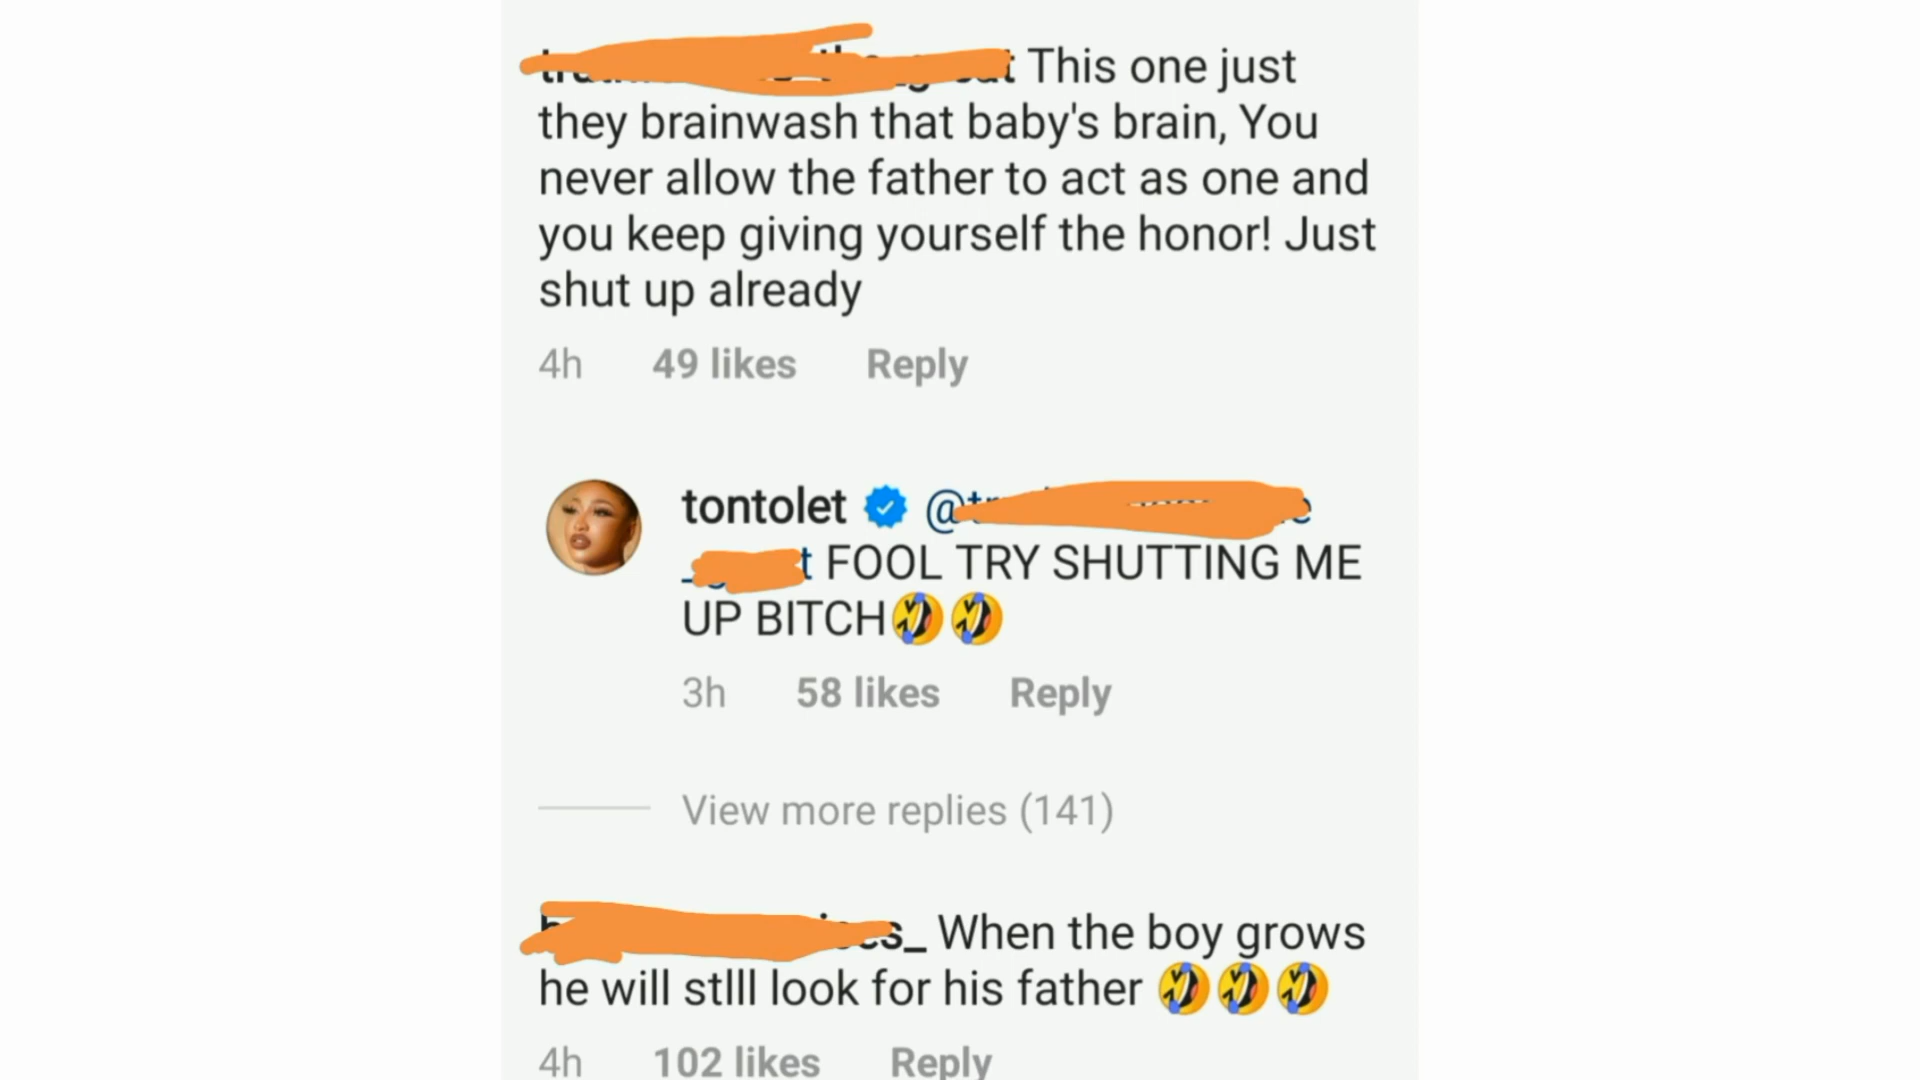 This one just
they brainwash that baby's brain, You
never allow the father to act as one and
you keep giving yourself the honor! Just
shut up already
4h 49 likes Reply
tontolet
FOOL TRY SHUTTING ME
UP BITCH🤣🤣
3h 58 likes Reply
View more replies (141)
When the boy grows
he will stlll look for his father 🤣🤣🤣
4h 102 likes Reply